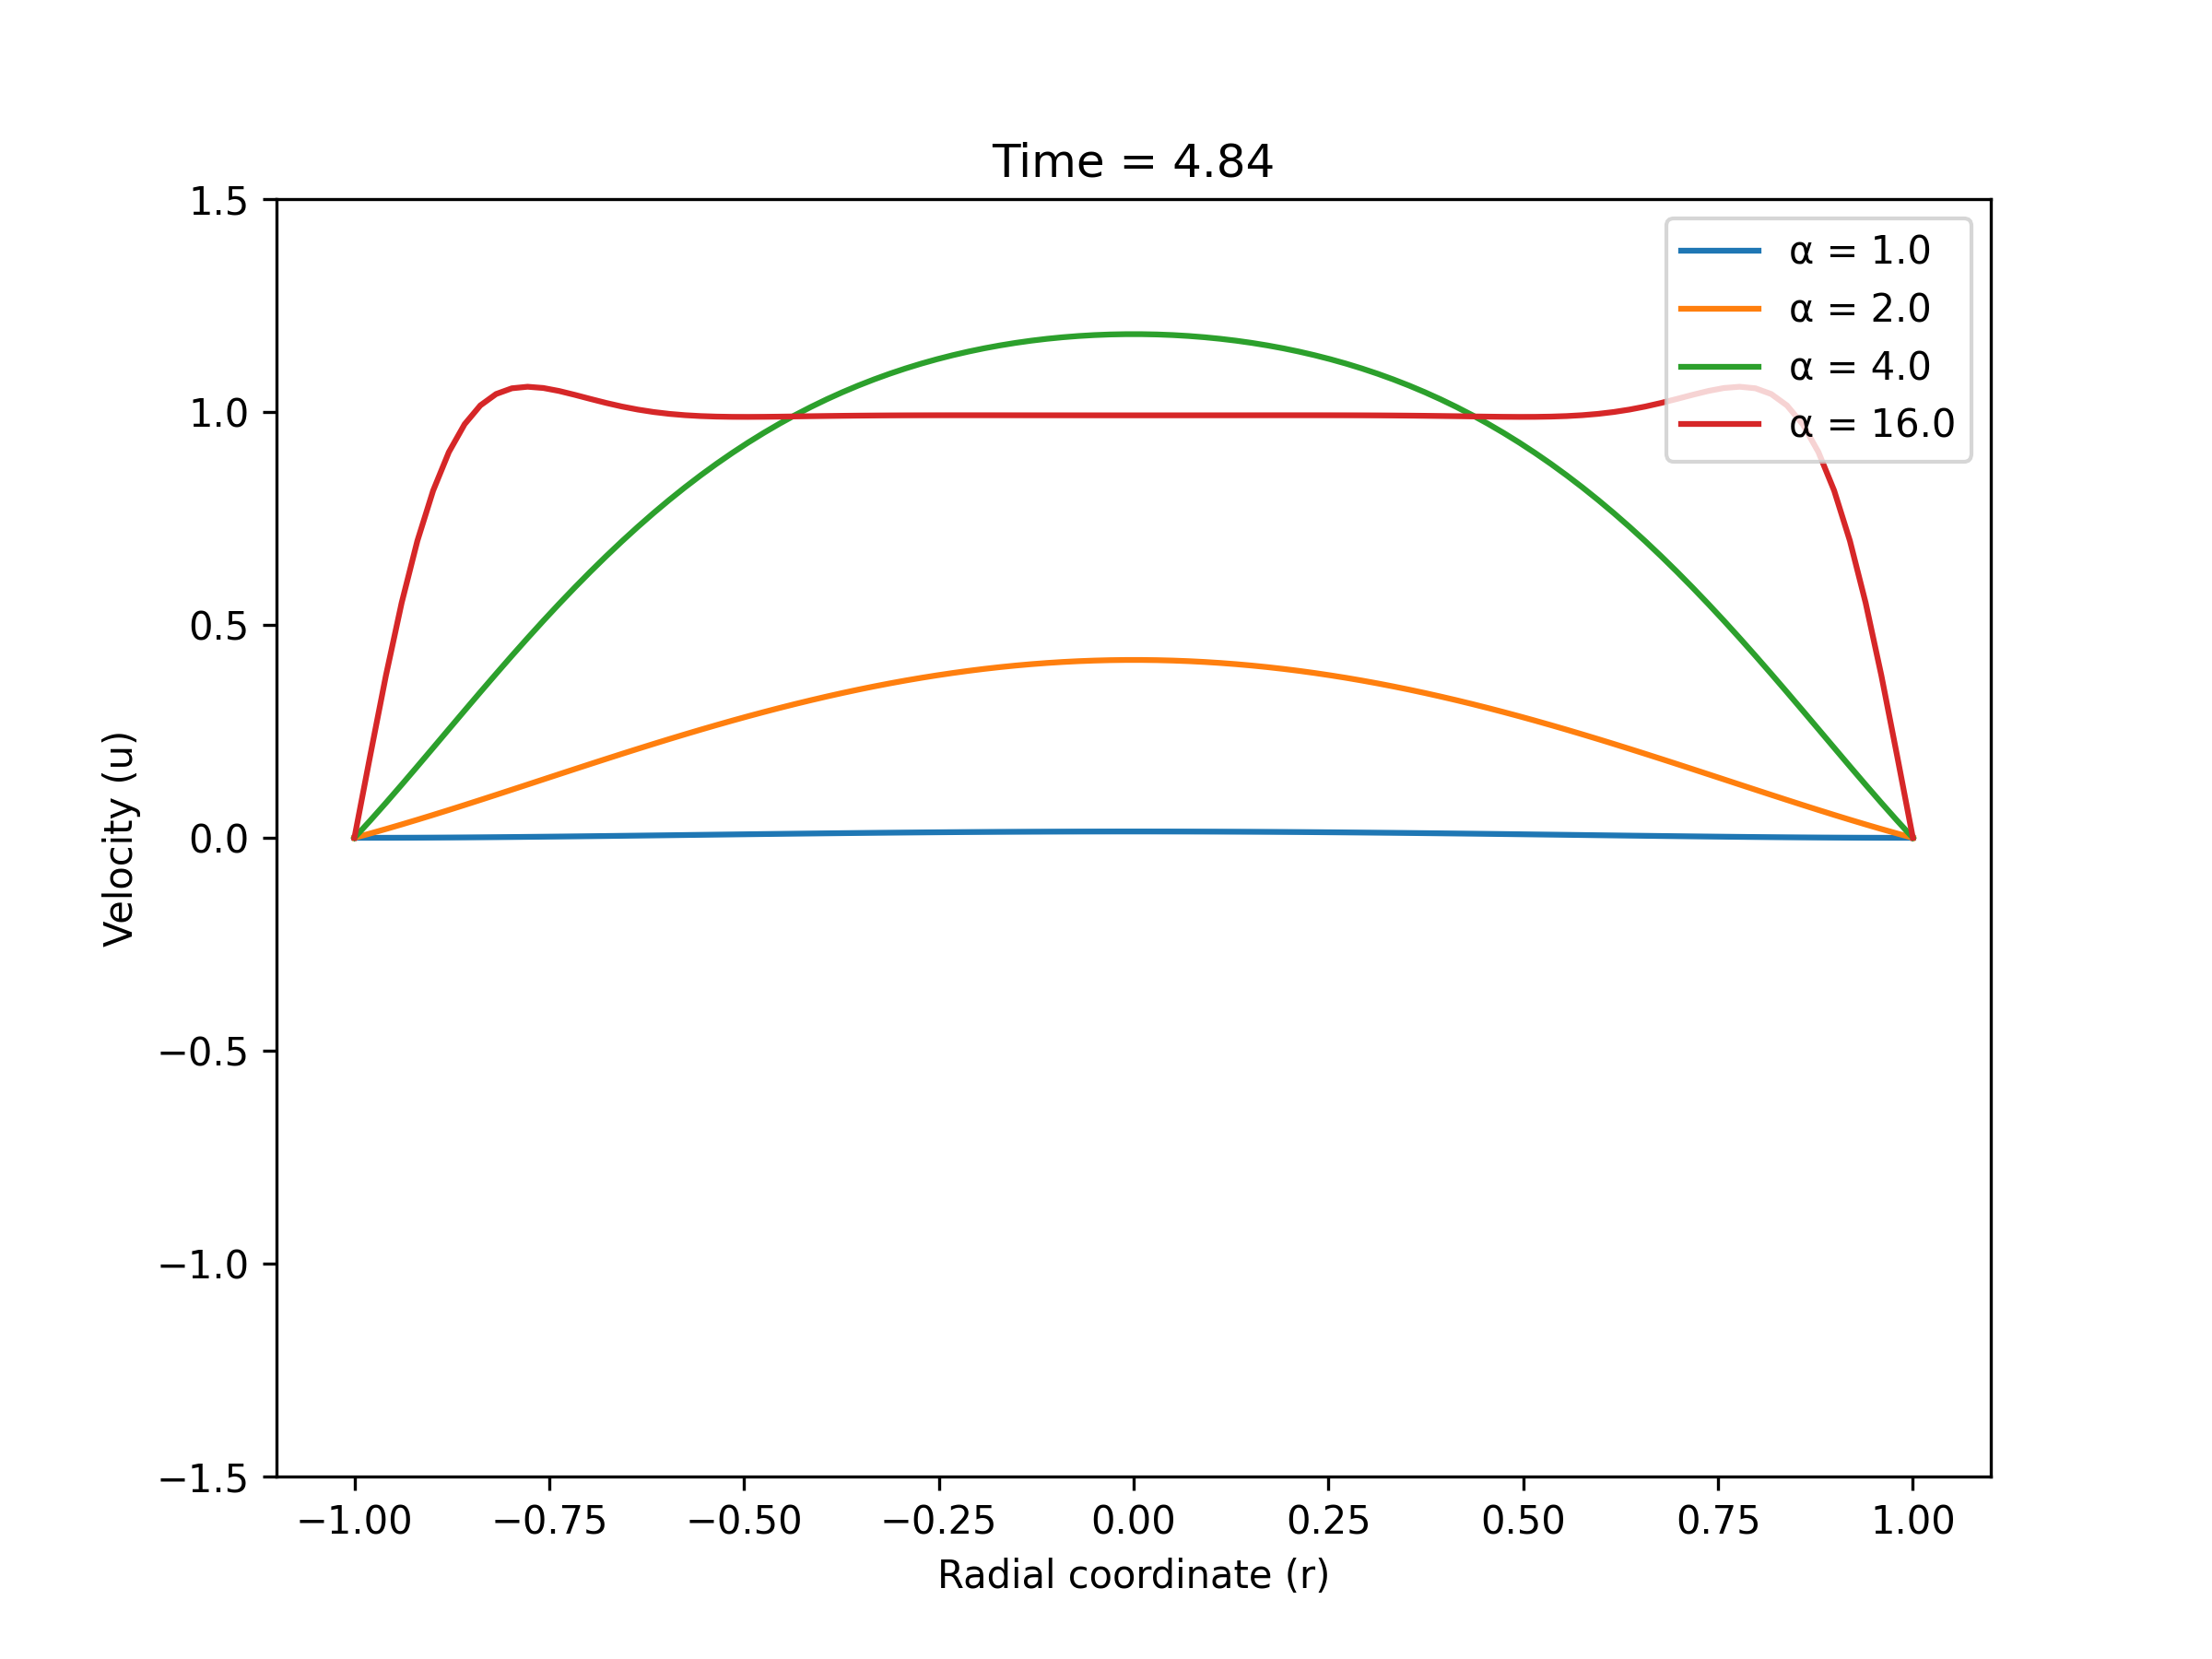 Time = 4.84
1.5
1.0
0.5
0.0
−0.5
−1.0
−1.5
Velocity (u)
α = 1.0
α = 2.0
α = 4.0
α = 16.0
−1.00 −0.75 −0.50 −0.25 0.00 0.25 0.50 0.75 1.00
Radial coordinate (r)